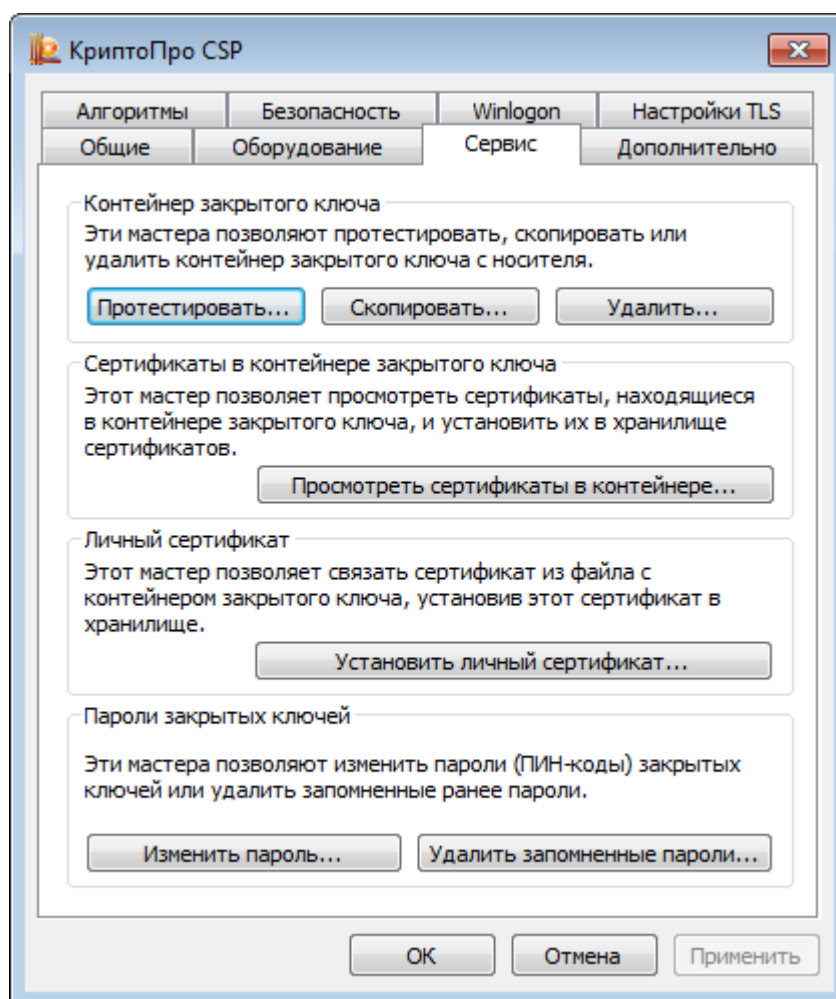 КриптоПро CSP
Алгоритмы Безопасность Winlogon Настройки TLS
Общие Оборудование Сервис Дополнительно
Контейнер закрытого ключа
Эти мастера позволяют протестировать, скопировать или
удалить контейнер закрытого ключа с носителя.
Протестировать... Скопировать... Удалить...
Сертификаты в контейнере закрытого ключа
Этот мастер позволяет просмотреть сертификаты, находящиеся
в контейнере закрытого ключа, и установить их в хранилище
сертификатов.
Просмотреть сертификаты в контейнере...
Личный сертификат
Этот мастер позволяет связать сертификат из файла с
контейнером закрытого ключа, установив этот сертификат в
хранилище.
Установить личный сертификат...
Пароли закрытых ключей
Эти мастера позволяют изменить пароли (ПИН-коды) закрытых
ключей или удалить запомненные ранее пароли.
Изменить пароль... Удалить запомненные пароли...
ОК Отмена Применить